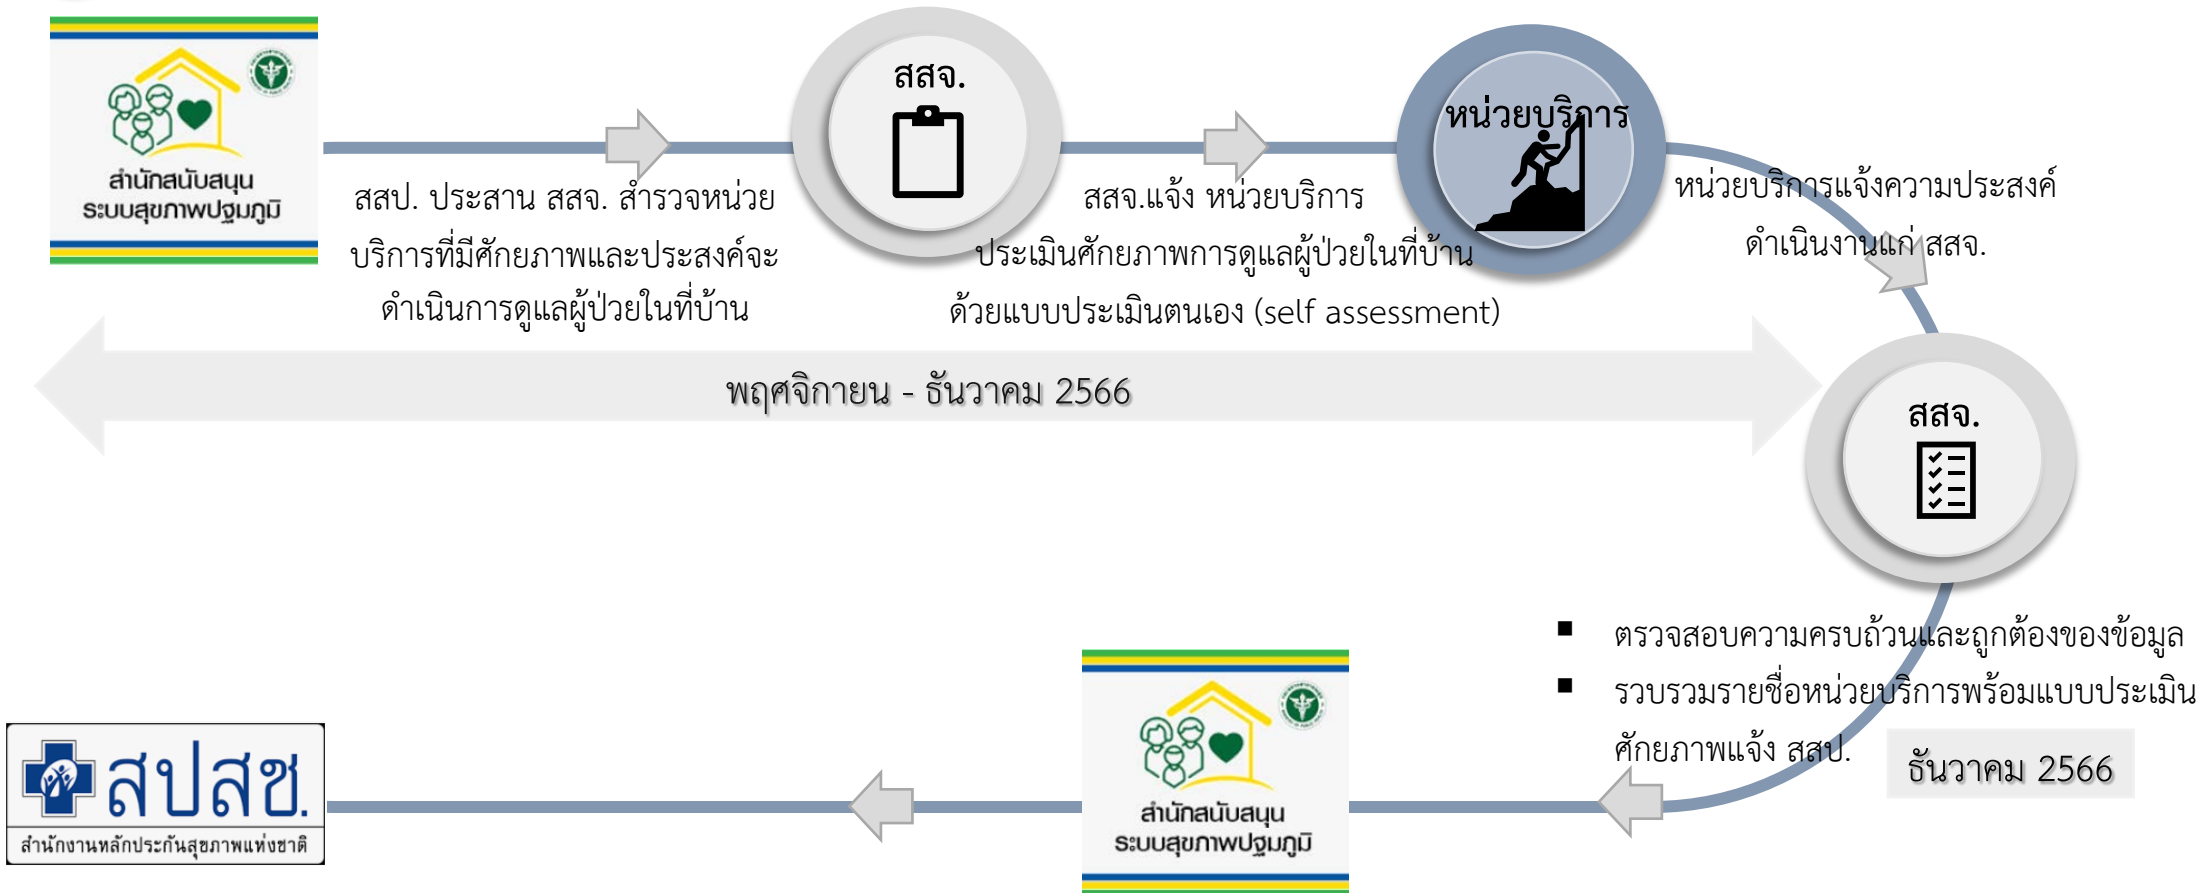 สำนักสนับสนุน
ระบบสุขภาพปฐมภูมิ
สสป. ประสาน สสจ. สำรวจหน่วย
บริการที่มีศักยภาพและประสงค์จะ
ดำเนินการดูแลผู้ป่วยในที่บ้าน
สสจ.
สสจ.แจ้ง หน่วยบริการ
ประเมินศักยภาพการดูแลผู้ป่วยในที่บ้าน
ด้วยแบบประเมินตนเอง (self assessment)
หน่วยบริการ
หน่วยบริการแจ้งความประสงค์
ดำเนินงานแก่ สสจ.
พฤศจิกายน - ธันวาคม 2566
สสจ.
▪ ตรวจสอบความครบถ้วนและถูกต้องของข้อมูล
▪ รวบรวมรายชื่อหน่วยบริการพร้อมแบบประเมิน
ศักยภาพแจ้ง สสป.
ธันวาคม 2566
สำนักสนับสนุน
ระบบสุขภาพปฐมภูมิ
สปสช.
สำนักงานหลักประกันสุขภาพแห่งชาติ